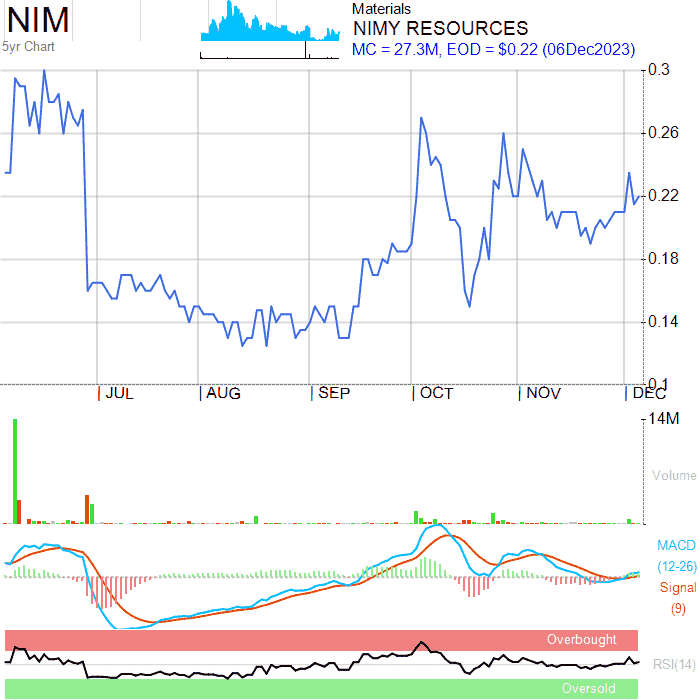 NIM
5yr Chart
Materials
NIMY RESOURCES
MC = 27.3M, EOD = $0.22 (06Dec2023)
0.3
0.26
0.22
0.18
0.14
0.1
JUL AUG SEP OCT NOV DEC
14M
Volume
MACD
(12-26)
Signal
(9)
Overbought
RSI(14)
Oversold